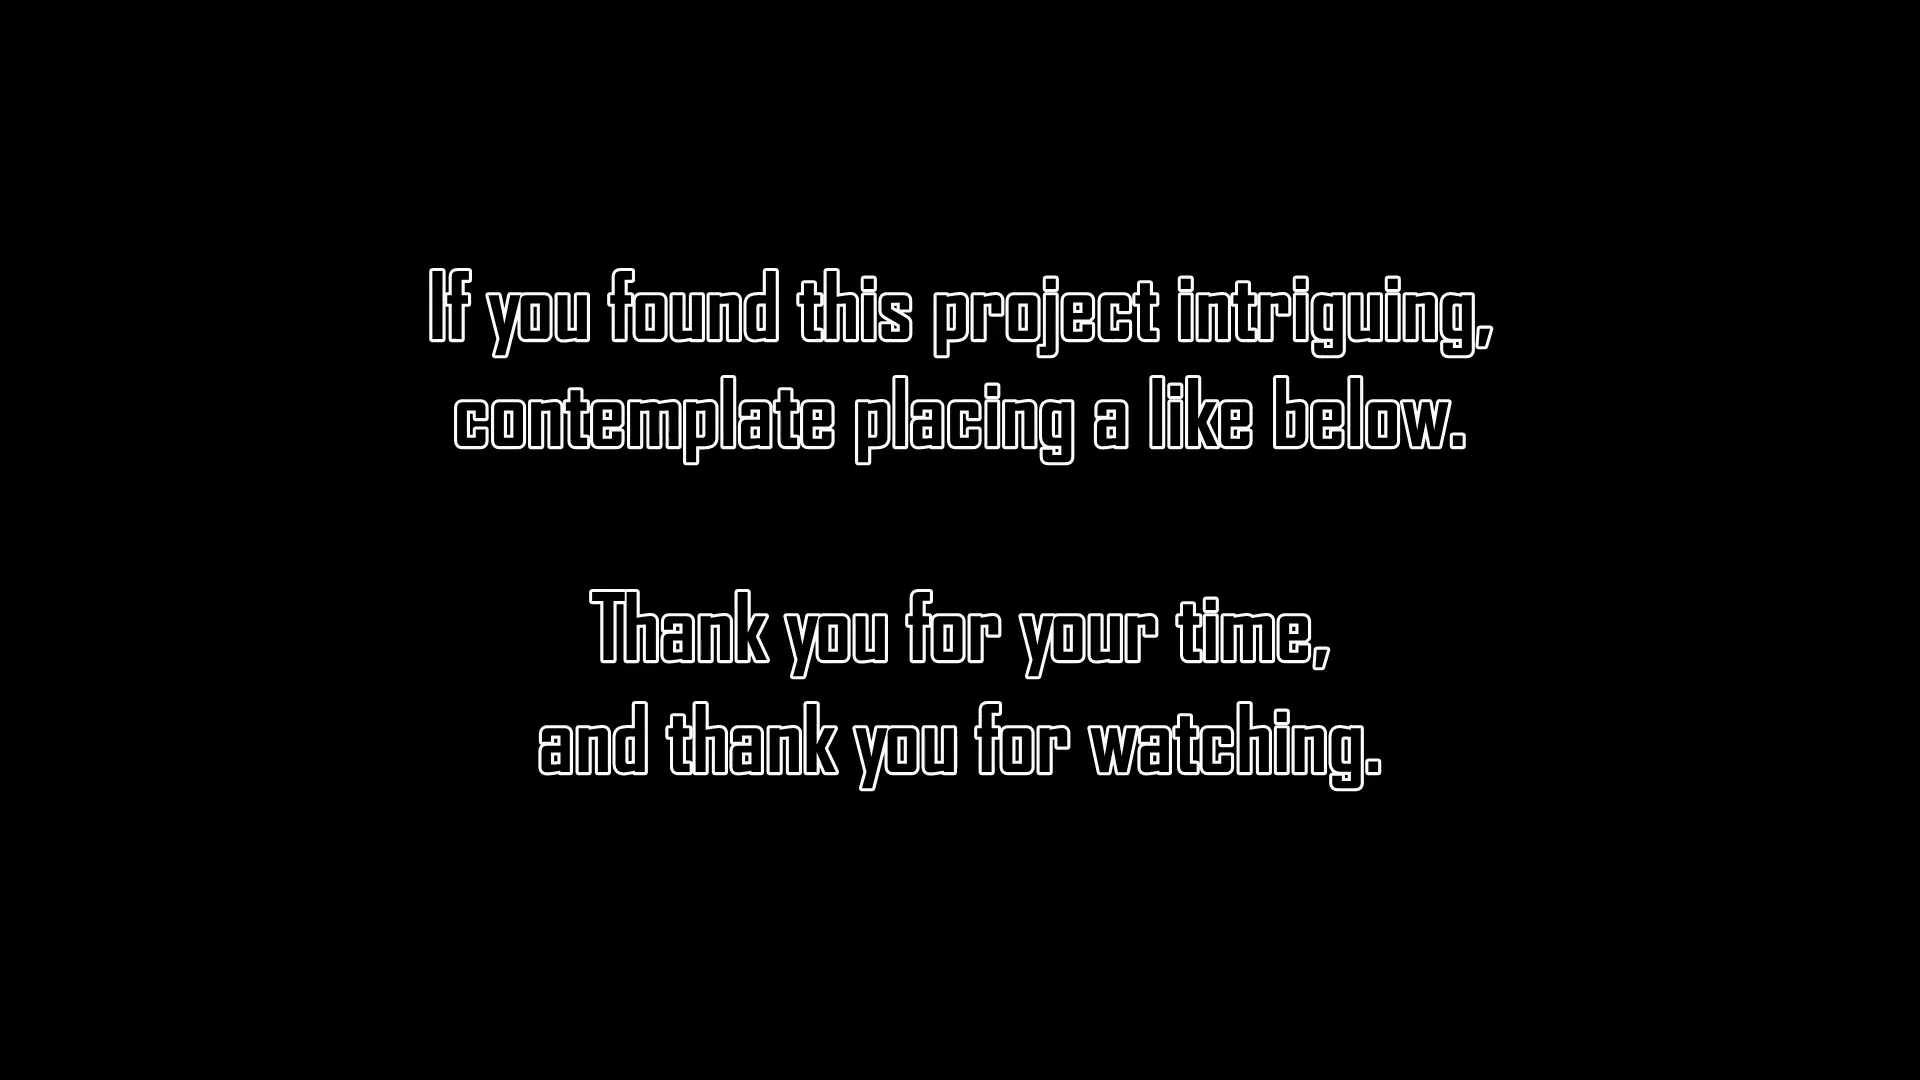 If you found this project intriguing,
contemplate placing a like below.
Thank you for your time,
and thank you for watching.